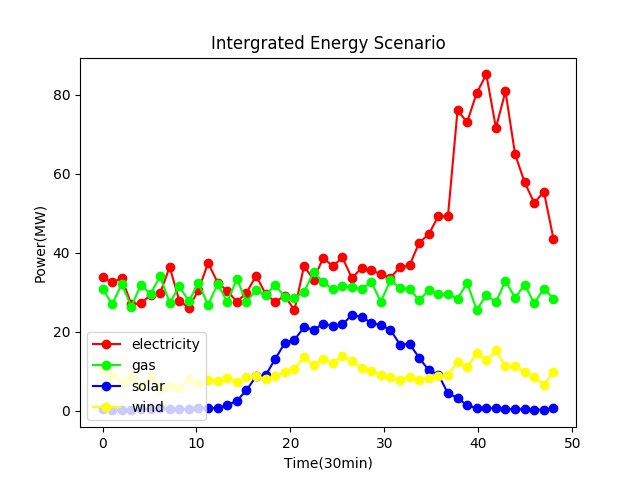 Intergrated Energy Scenario
Power(MW)
80
60
40
20
0
electricity
gas
solar
wind
0 10 20 30 40 50
Time(30min)